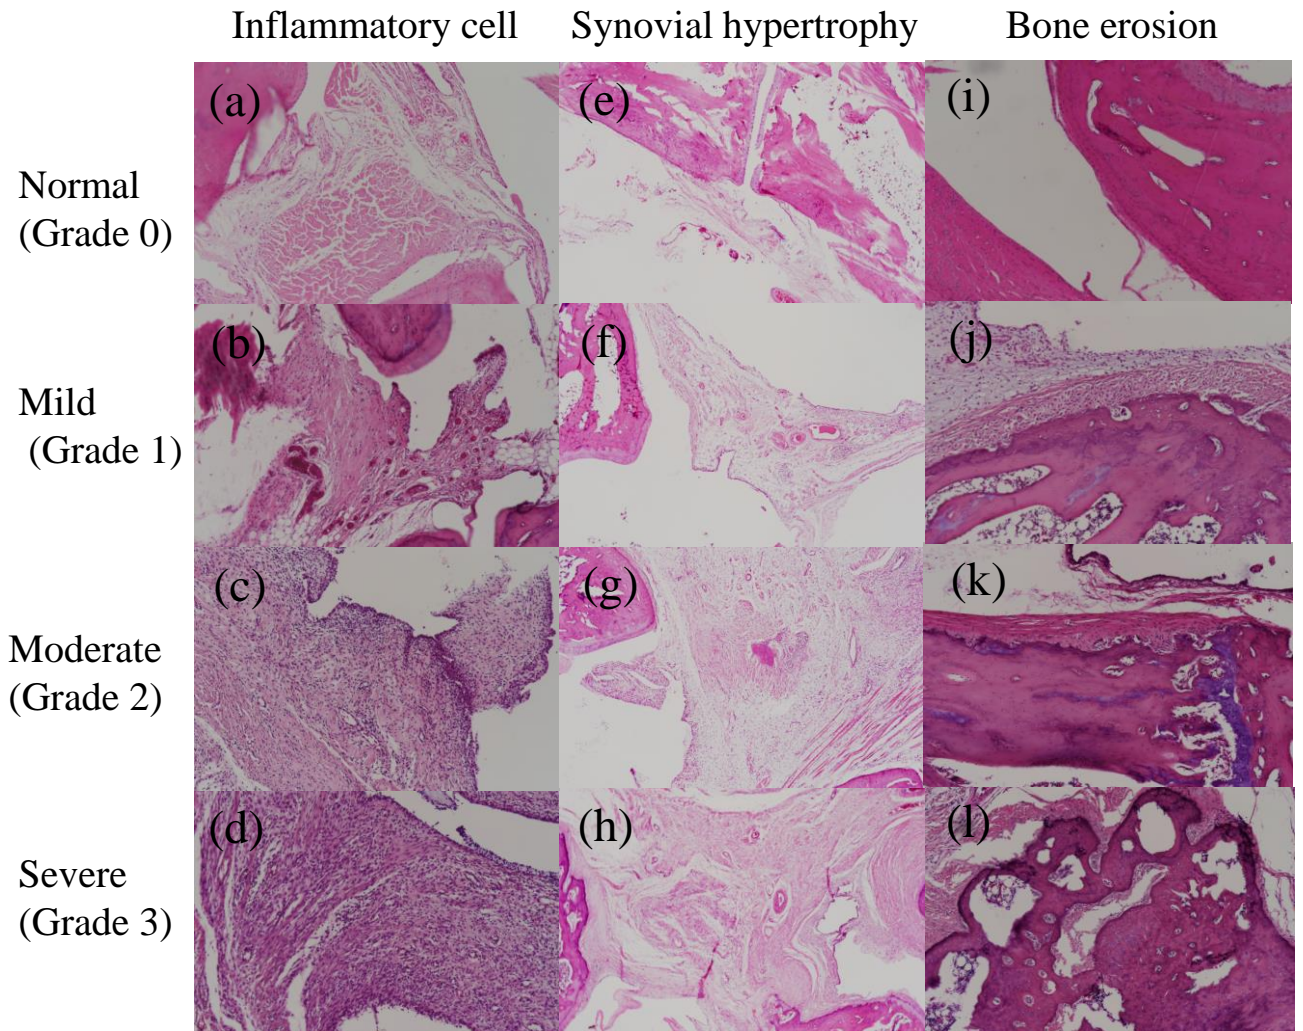 Inflammatory cell
Synovial hypertrophy
Bone erosion
Normal
(Grade 0)
(a)
(e)
(i)
Mild
(Grade 1)
(b)
(f)
(j)
Moderate
(Grade 2)
(c)
(g)
(k)
Severe
(Grade 3)
(d)
(h)
(l)